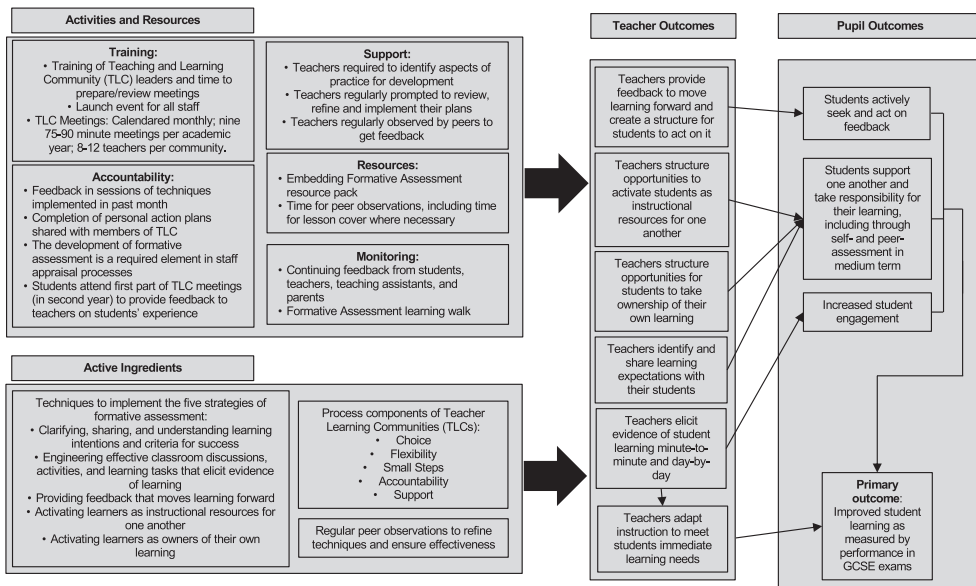 Activities and Resources
Training:
• Training of Teaching and Learning
Community (TLC) leaders and time to
prepare/review meetings
• Launch event for all staff
• TLC Meetings: Calendared monthly; nine
75-90 minute meetings per academic
year; 8-12 teachers per community.
Accountability:
• Feedback in sessions of techniques
implemented in past month
• Completion of personal action plans
shared with members of TLC
• The development of formative
assessment is a required element in staff
appraisal processes
• Students attend first part of TLC meetings
(in second year) to provide feedback to
teachers on students' experience
Support:
• Teachers required to identify aspects of
practice for development
• Teachers regularly prompted to review,
refine and implement their plans
• Teachers regularly observed by peers to
get feedback
Resources:
• Embedding Formative Assessment
resource pack
• Time for peer observations, including time
for lesson cover where necessary
Monitoring:
• Continuing feedback from students,
teachers, teaching assistants, and
parents
• Formative Assessment learning walk
Active Ingredients
Techniques to implement the five strategies of
formative assessment:
• Clarifying, sharing, and understanding learning
intentions and criteria for success
• Engineering effective classroom discussions,
activities, and learning tasks that elicit evidence
of learning
• Providing feedback that moves learning forward
• Activating learners as instructional resources for
one another
• Activating learners as owners of their own
learning
Process components of Teacher
Learning Communities (TLCs):
• Choice
• Flexibility
• Small Steps
• Accountability
• Support
Regular peer observations to refine
techniques and ensure effectiveness
Teacher Outcomes
Teachers provide
feedback to move
learning forward and
create a structure for
students to act on it
Teachers structure
opportunities to
activate students as
instructional
resources for one
another
Teachers structure
opportunities for
students to take
ownership of their
own learning
Teachers identify and
share learning
expectations with
their students
Teachers elicit
evidence of student
learning minute-to-
minute and day-by-
day
Teachers adapt
instruction to meet
students immediate
learning needs
Pupil Outcomes
Students actively
seek and act on
feedback
Students support
one another and
take responsibility
for their learning,
including through
self- and peer-
assessment in
medium term
Increased student
engagement
Primary
outcome:
Improved student
learning as
measured by
performance in
GCSE exams